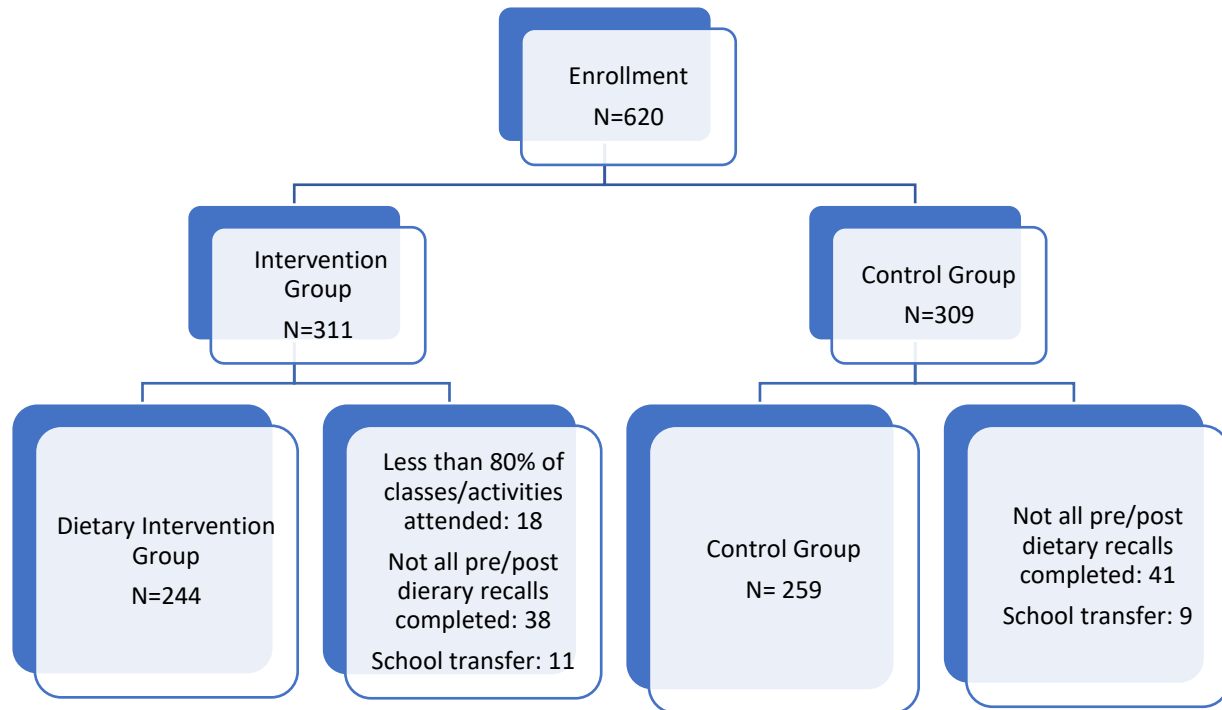 Enrollment
N=620
Intervention
Group
N=311
Control Group
N=309
Dietary Intervention
Group
N=244
Less than 80% of
classes/activities
attended: 18
Not all pre/post
dierary recalls
completed: 38
School transfer: 11
Control Group
N= 259
Not all pre/post
dietary recalls
completed: 41
School transfer: 9